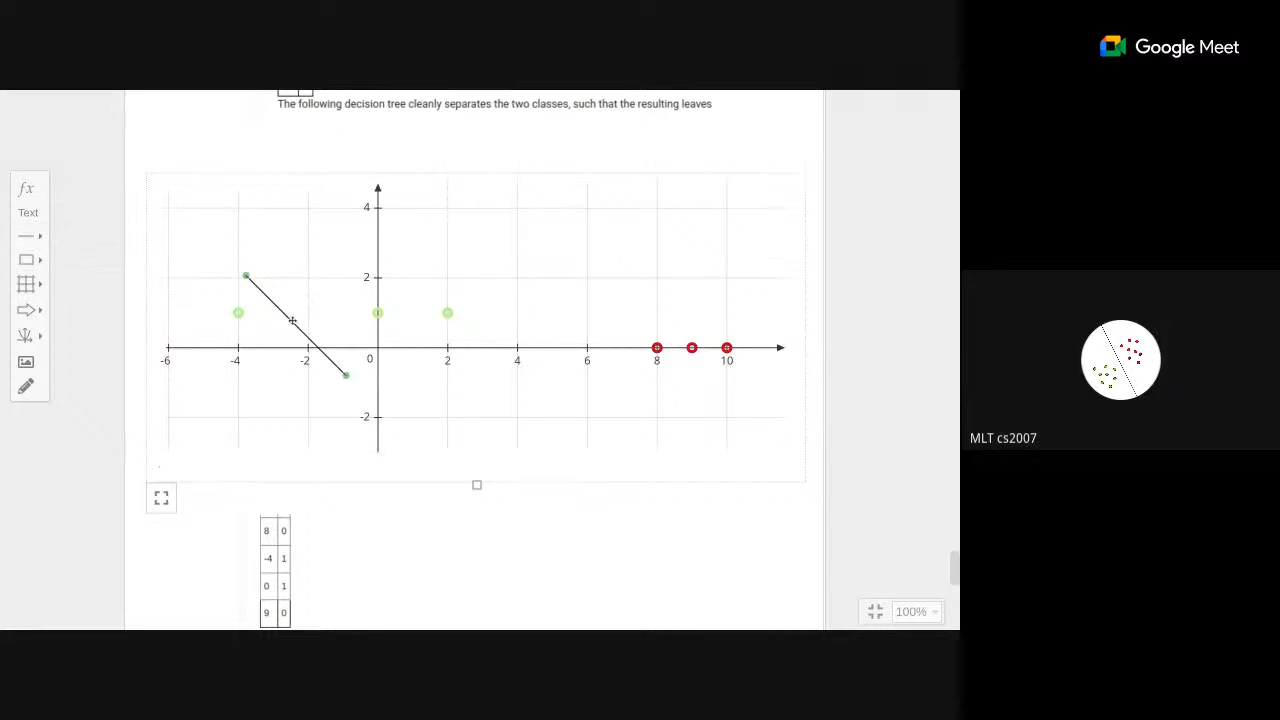 Google Meet
The following decision tree cleanly separates the two classes, such that the resulting leaves
fx
Text
4
2
-6 -4 -2 0 2 4 6 8 9 10
-2
8 0
-4 1
0 1
9 0
100%
MLT cs2007